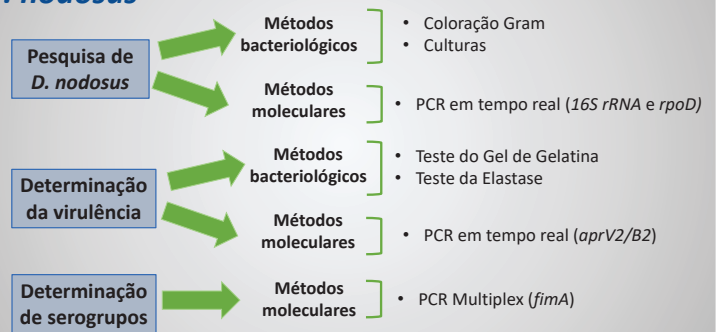 nodosus
Métodos
bacteriológicos
• Coloração Gram
• Culturas
Pesquisa de
D. nodosus
Métodos
moleculares
• PCR em tempo real (16S rRNA e rpoD)
Métodos
bacteriológicos
• Teste do Gel de Gelatina
• Teste da Elastase
Determinação
da virulência
Métodos
moleculares
• PCR em tempo real (aprV2/B2)
Determinação
de serogrupos
Métodos
moleculares
• PCR Multiplex (fimA)